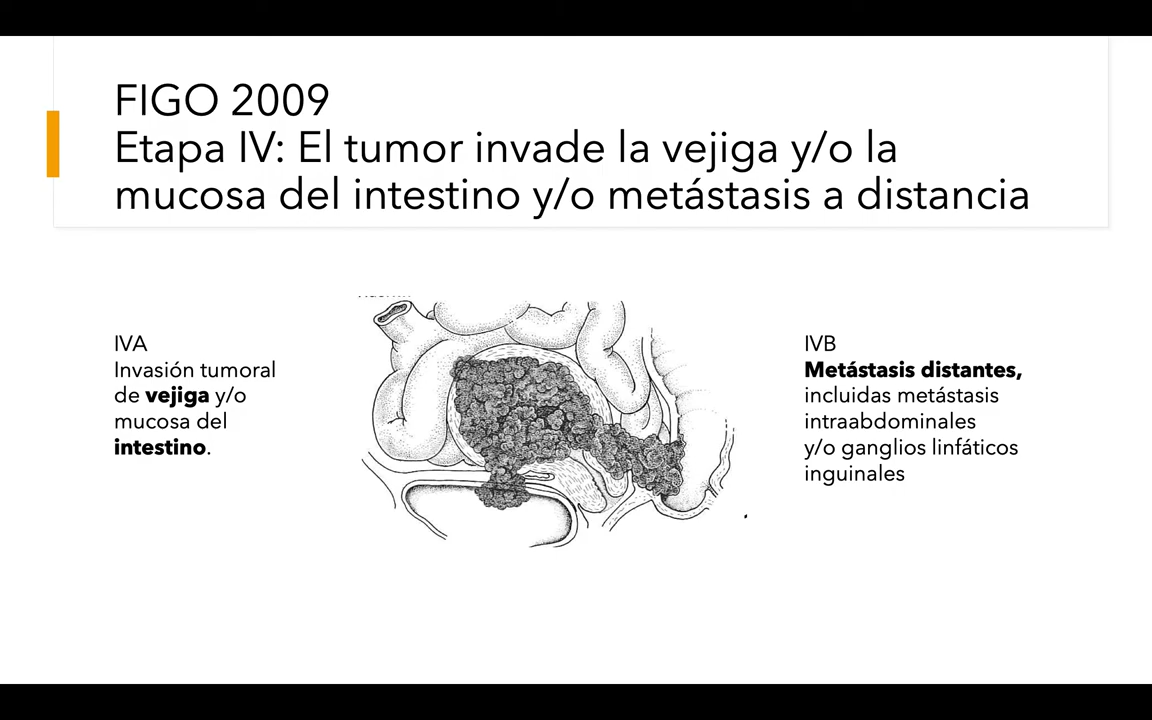 FIGO 2009
Etapa IV: El tumor invade la vejiga y/o la
mucosa del intestino y/o metástasis a distancia
IVA
Invasión tumoral
de vejiga y/o
mucosa del
intestino.
IVB
Metástasis distantes,
incluidas metástasis
intraabdominales
y/o ganglios linfáticos
inguinales